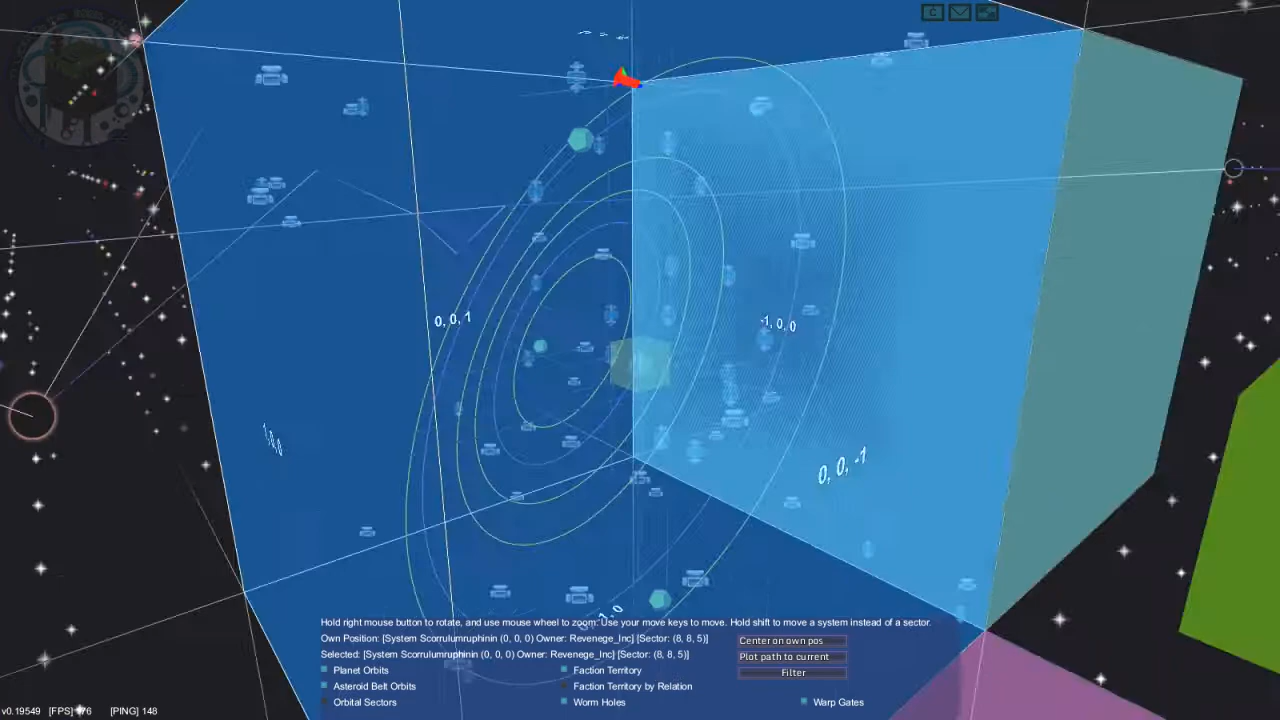 C
0, 0, 1
-1, 0, 0
0, 0, -1
Hold right mouse button to rotate, and use mouse wheel to zoom. Use your move keys to move. Hold shift to move a system instead of a sector.
Own Position: [System Scorrulumruphinin (0, 0, 0) Owner: Revenege_Inc] [Sector: (8, 8, 5)]
Center on own pos
Selected: [System Scorrulumruphinin (0, 0, 0) Owner: Revenege_Inc] [Sector: (8, 8, 5)]
Plot path to current
Planet Orbits
Faction Territory
Filter
Asteroid Belt Orbits
Faction Territory by Relation
Orbital Sectors
Worm Holes
Warp Gates
v0.19549 [FPS]
[PING] 148